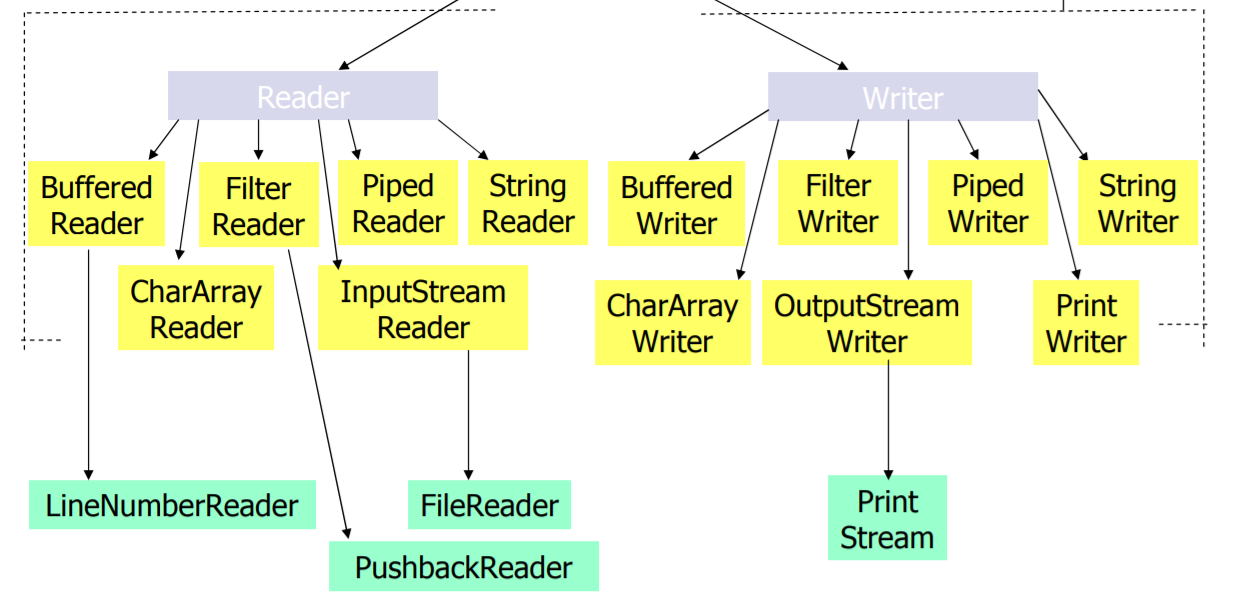 Reader
Writer
Buffered
Reader
Filter
Reader
Piped
Reader
String
Reader
Buffered
Writer
Filter
Writer
Piped
Writer
String
Writer
CharArray
Reader
InputStream
Reader
CharArray
Writer
OutputStream
Writer
Print
Writer
LineNumberReader
FileReader
Print
Stream
PushbackReader